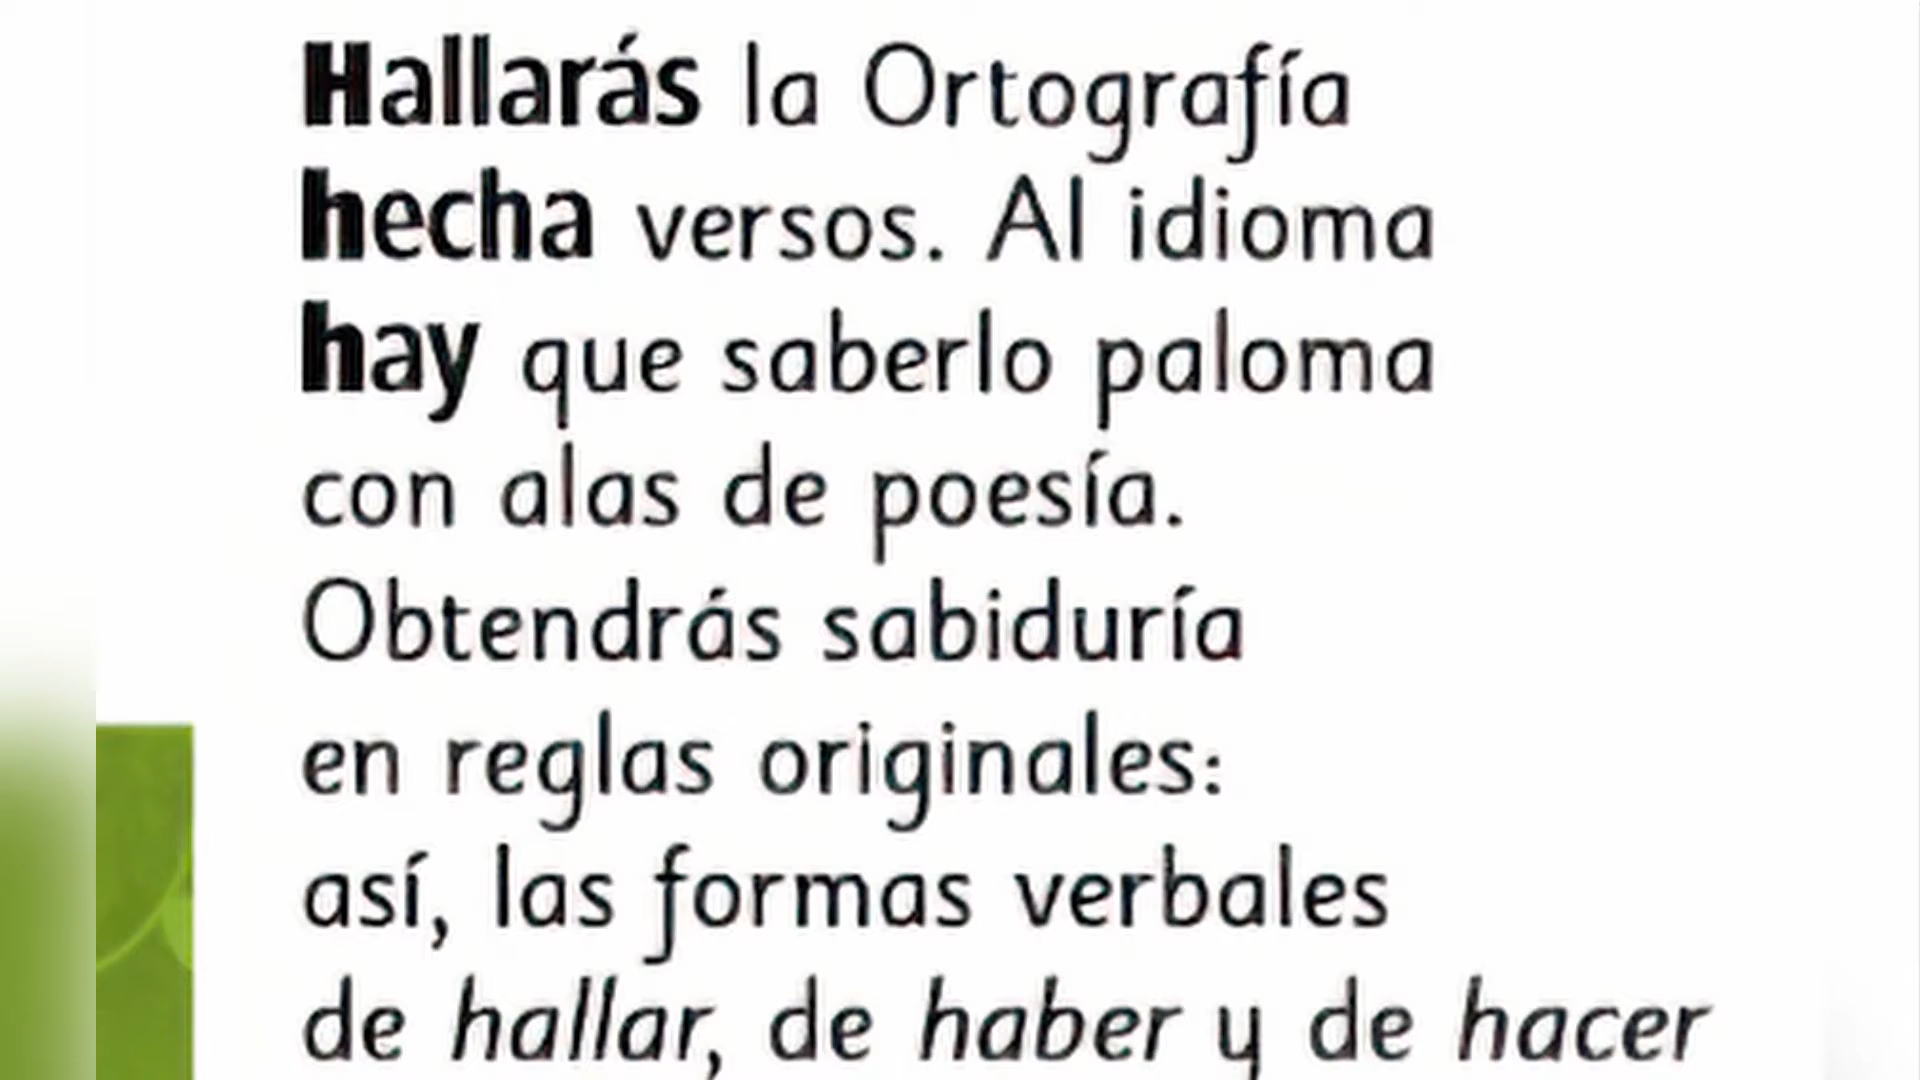 Hallarás la Ortografía
hecha versos. Al idioma
hay que saberlo paloma
con alas de poesía.
Obtendrás sabiduría
en reglas originales:
así, las formas verbales
de hallar, de haber y de hacer